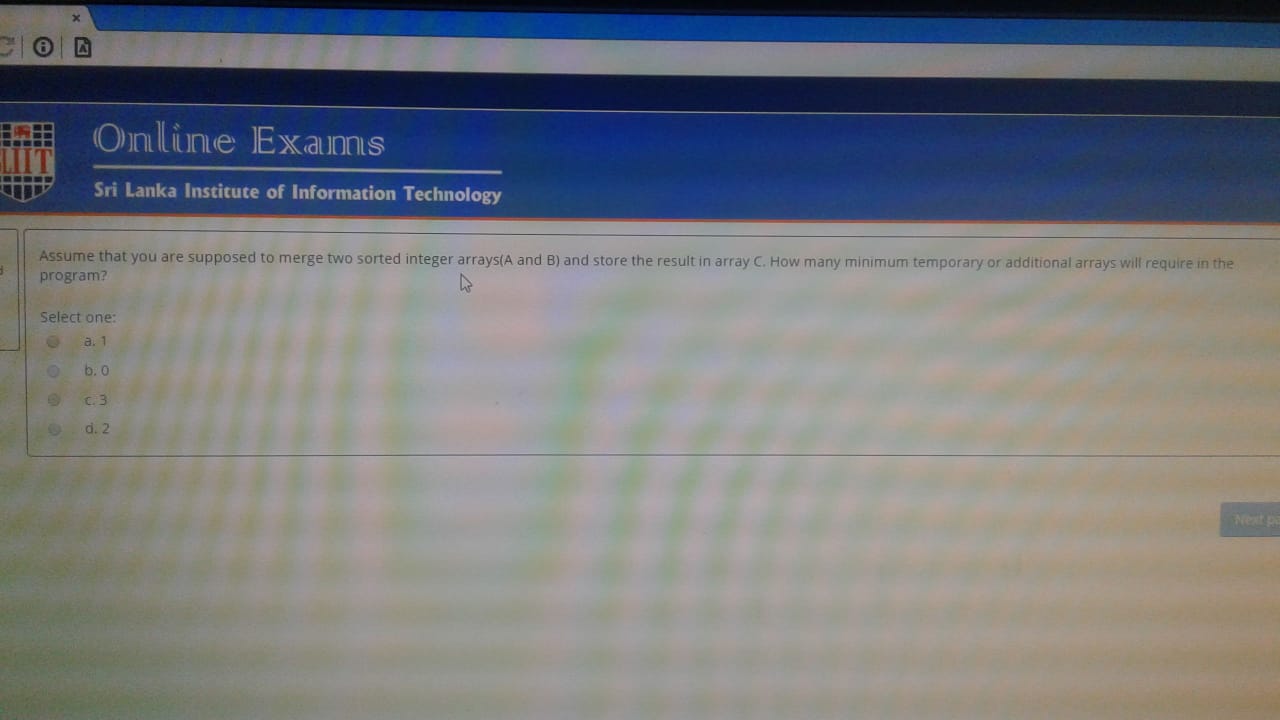 Online Exams
LIIT
Sri Lanka Institute of Information Technology
Assume that you are supposed to merge two sorted integer arrays(A and B) and store the result in array C. How many minimum temporary or additional arrays will require in the
program?
Select one:
a. 1
b. 0
c. 3
d. 2
Next